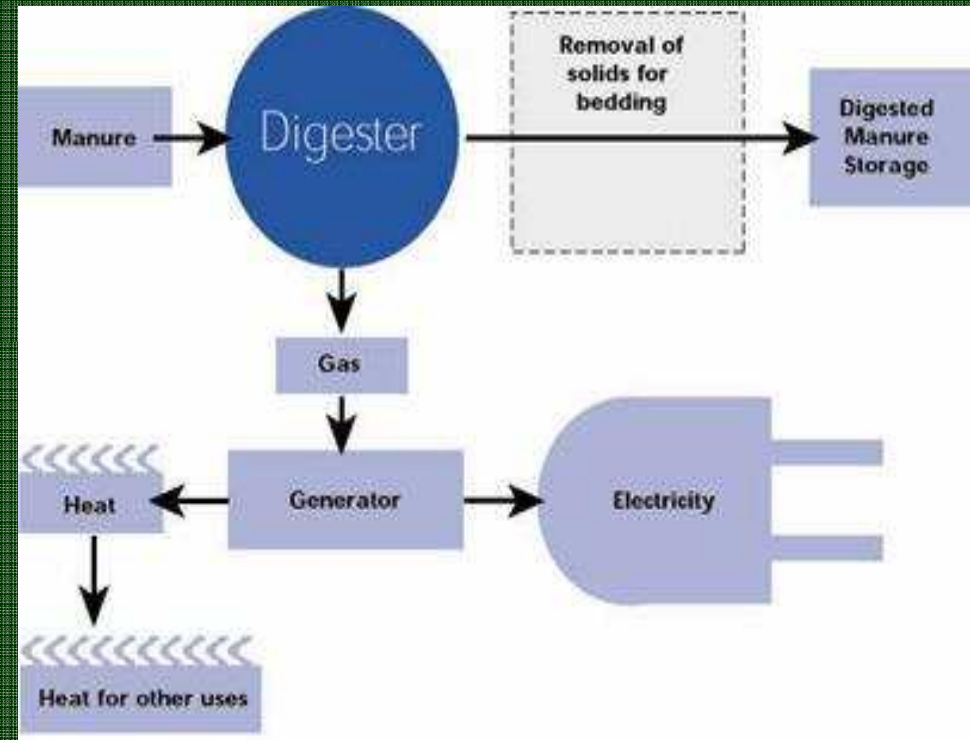 Manure
Digester
Removal of
solids for
bedding
Digested
Manure
Storage
Gas
Heat
Generator
Electricity
Heat for other uses